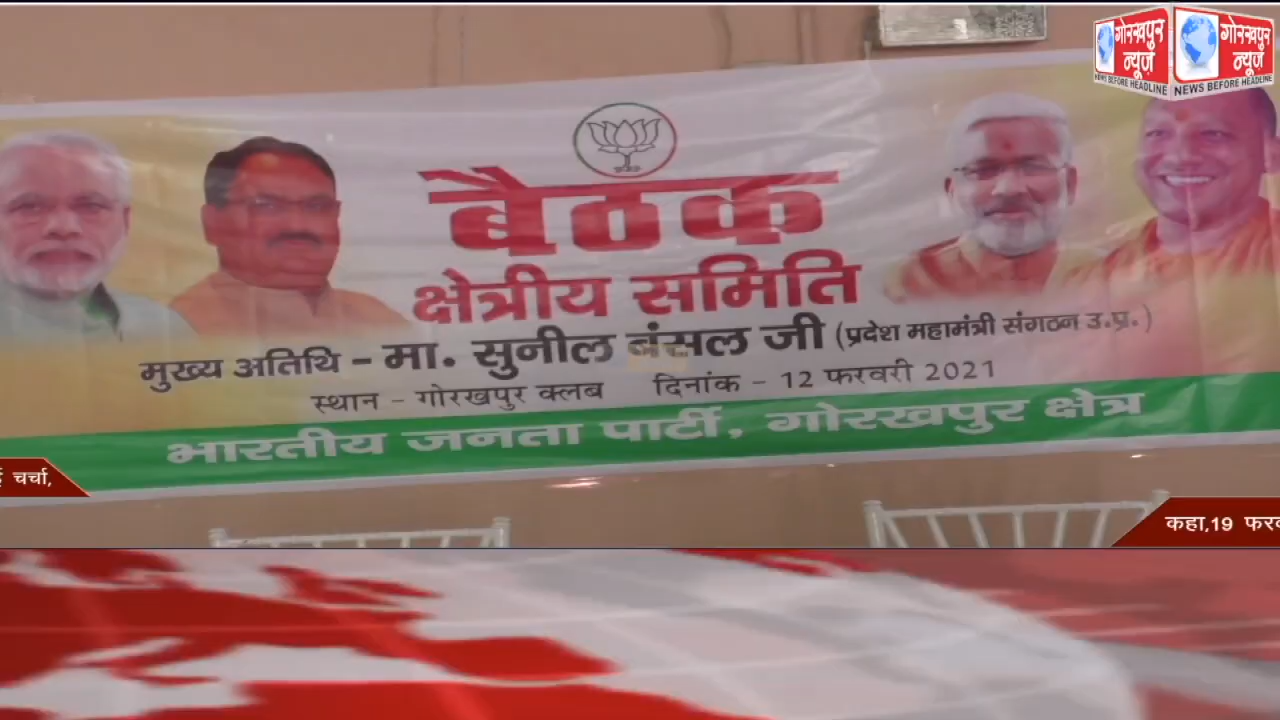 गोरखपुर
न्यूज़
NEWS BEFORE HEADLINE
गोरखपुर
न्यूज़
NEWS BEFORE HEADLINE
बैठक
क्षेत्रीय समिति
मुख्य अतिथि - मा. सुनील बंसल जी (प्रदेश महामंत्री संगठन उ.प्र.)
स्थान - गोरखपुर क्लब दिनांक - 12 फरवरी 2021
भारतीय जनता पार्टी, गोरखपुर क्षेत्र
चर्चा,
कहा,19